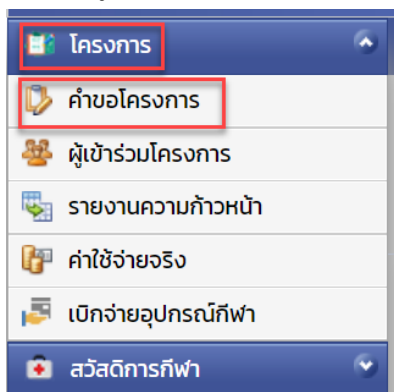 โครงการ
คำขอโครงการ
ผู้เข้าร่วมโครงการ
รายงานความก้าวหน้า
ค่าใช้จ่ายจริง
เบิกจ่ายอุปกรณ์กีฬา
สวัสดิการกีฬา